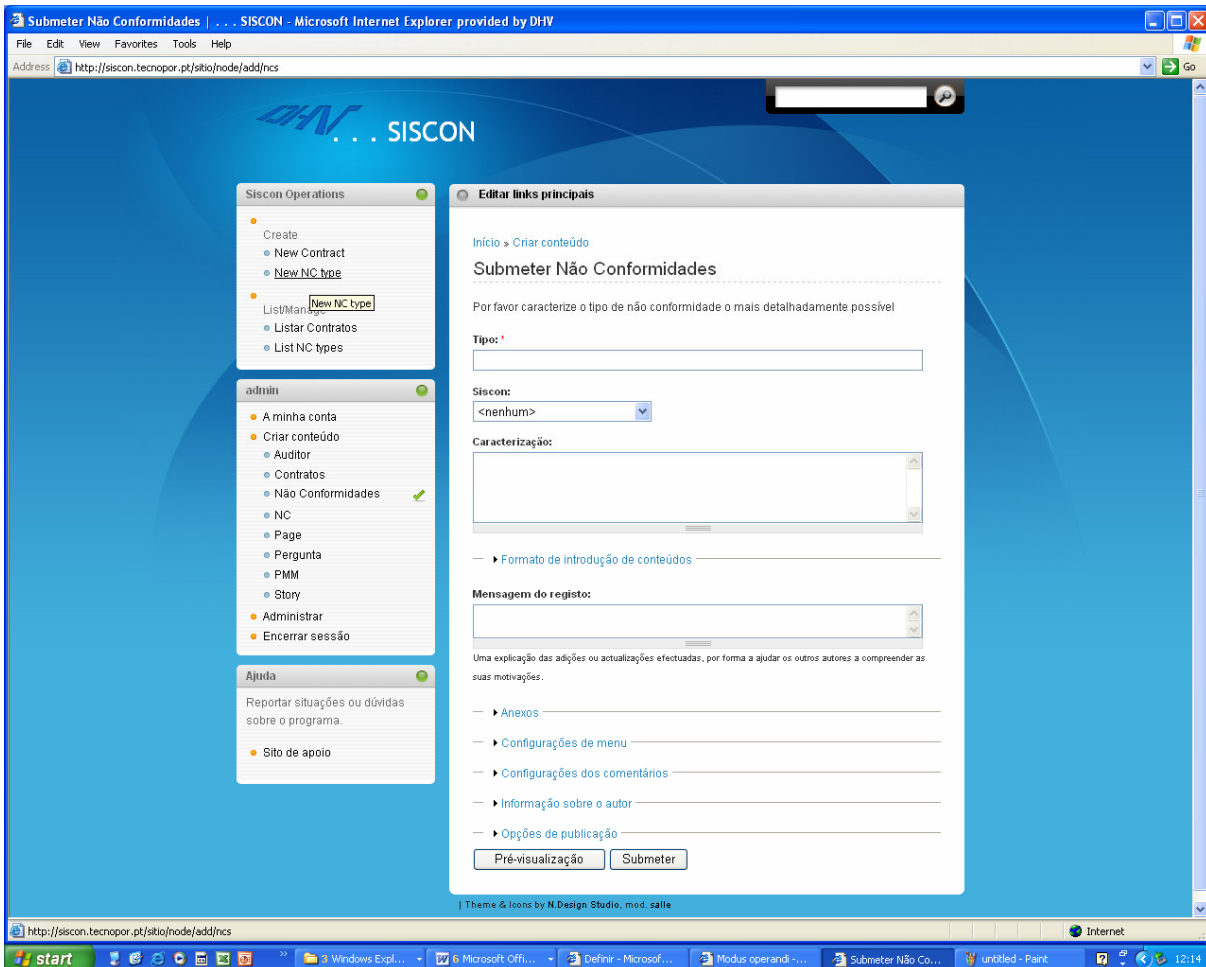 Submeter Não Conformidades | . . . SISCON - Microsoft Internet Explorer provided by DHV
File Edit View Favorites Tools Help
Address http://siscon.tecnopor.pt/sitio/node/add/ncs Go
DHV . . . SISCON
Siscon Operations
Create
New Contract
New NC type
New NC type
List/Manage
Listar Contratos
List NC types
admin
A minha conta
Criar conteúdo
Auditor
Contratos
Não Conformidades
NC
Page
Pergunta
PMM
Story
Administrar
Encerrar sessão
Ajuda
Reportar situações ou dúvidas
sobre o programa.
Sito de apoio
Editar links principais
Início » Criar conteúdo
Submeter Não Conformidades
Por favor caracterize o tipo de não conformidade o mais detalhadamente possível
Tipo: *
Siscon:
<nenhum>
Caracterização:
Formato de introdução de conteúdos
Mensagem do registo:
Uma explicação das adições ou actualizações efectuadas, por forma a ajudar os outros autores a compreender as
suas motivações.
Anexos
Configurações de menu
Configurações dos comentários
Informação sobre o autor
Opções de publicação
Pré-visualização Submeter
| Theme & Icons by N.Design Studio, mod. salle
http://siscon.tecnopor.pt/sitio/node/add/ncs Internet
start 3 Windows Expl... 6 Microsoft Offi... Definir - Microsof... Modus operandi -... Submeter Não Co... untitled - Paint 12:14